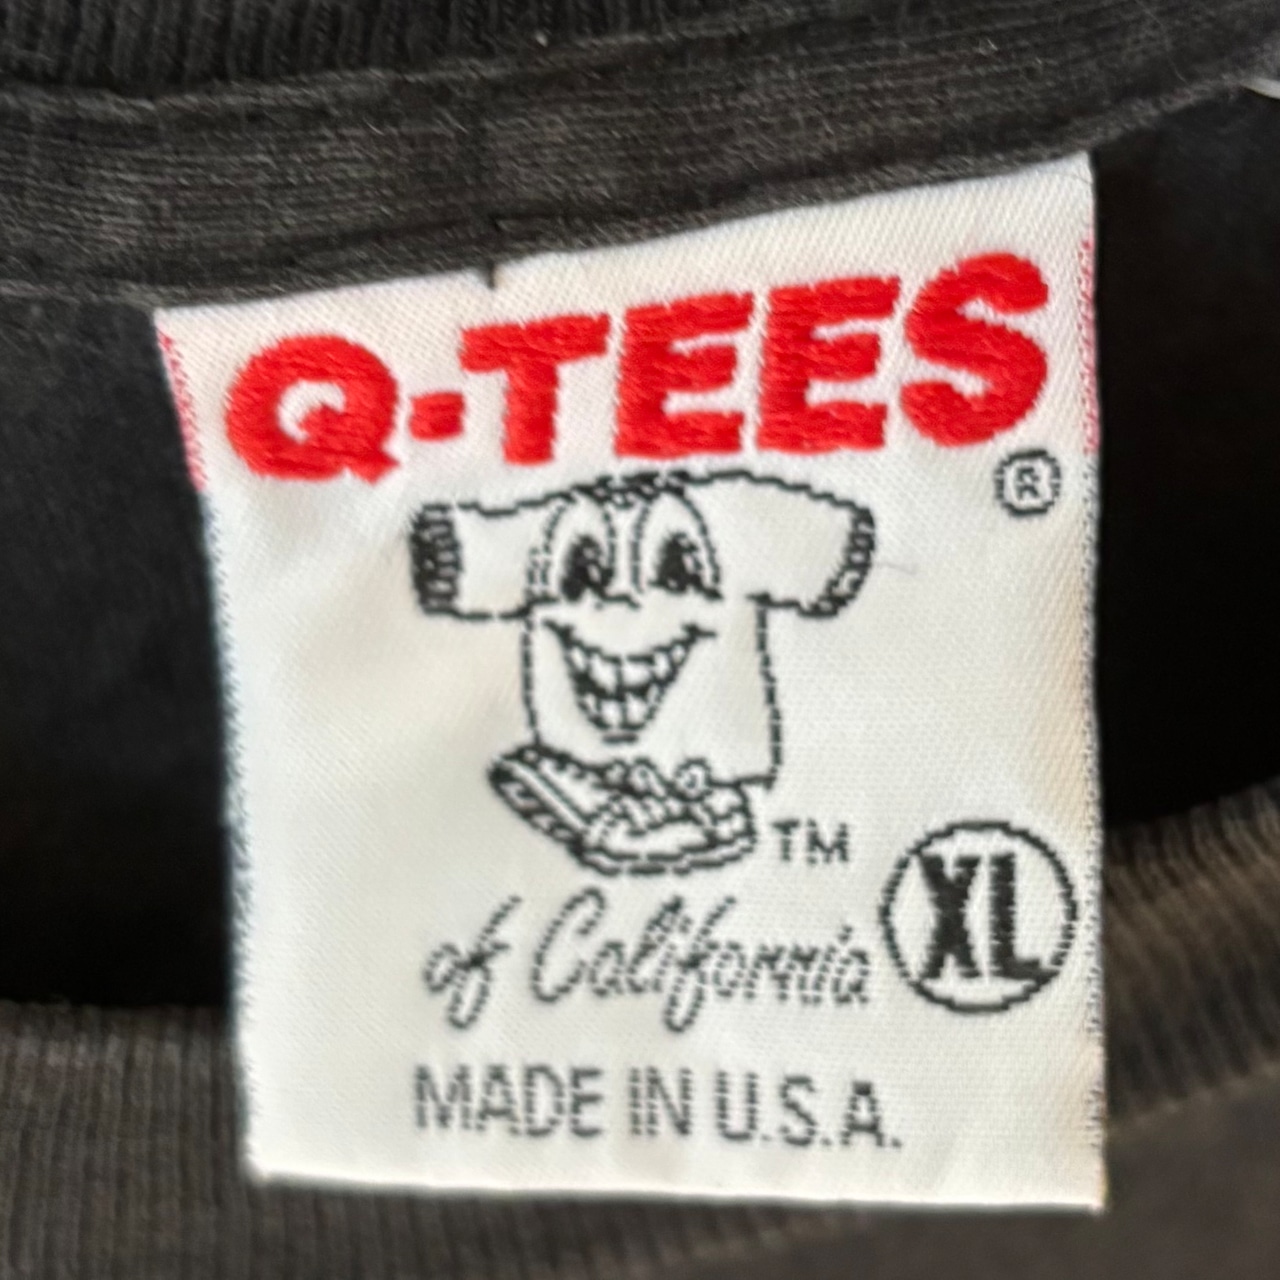 Q-TEES
®
TM
XL
of California
MADE IN U.S.A.